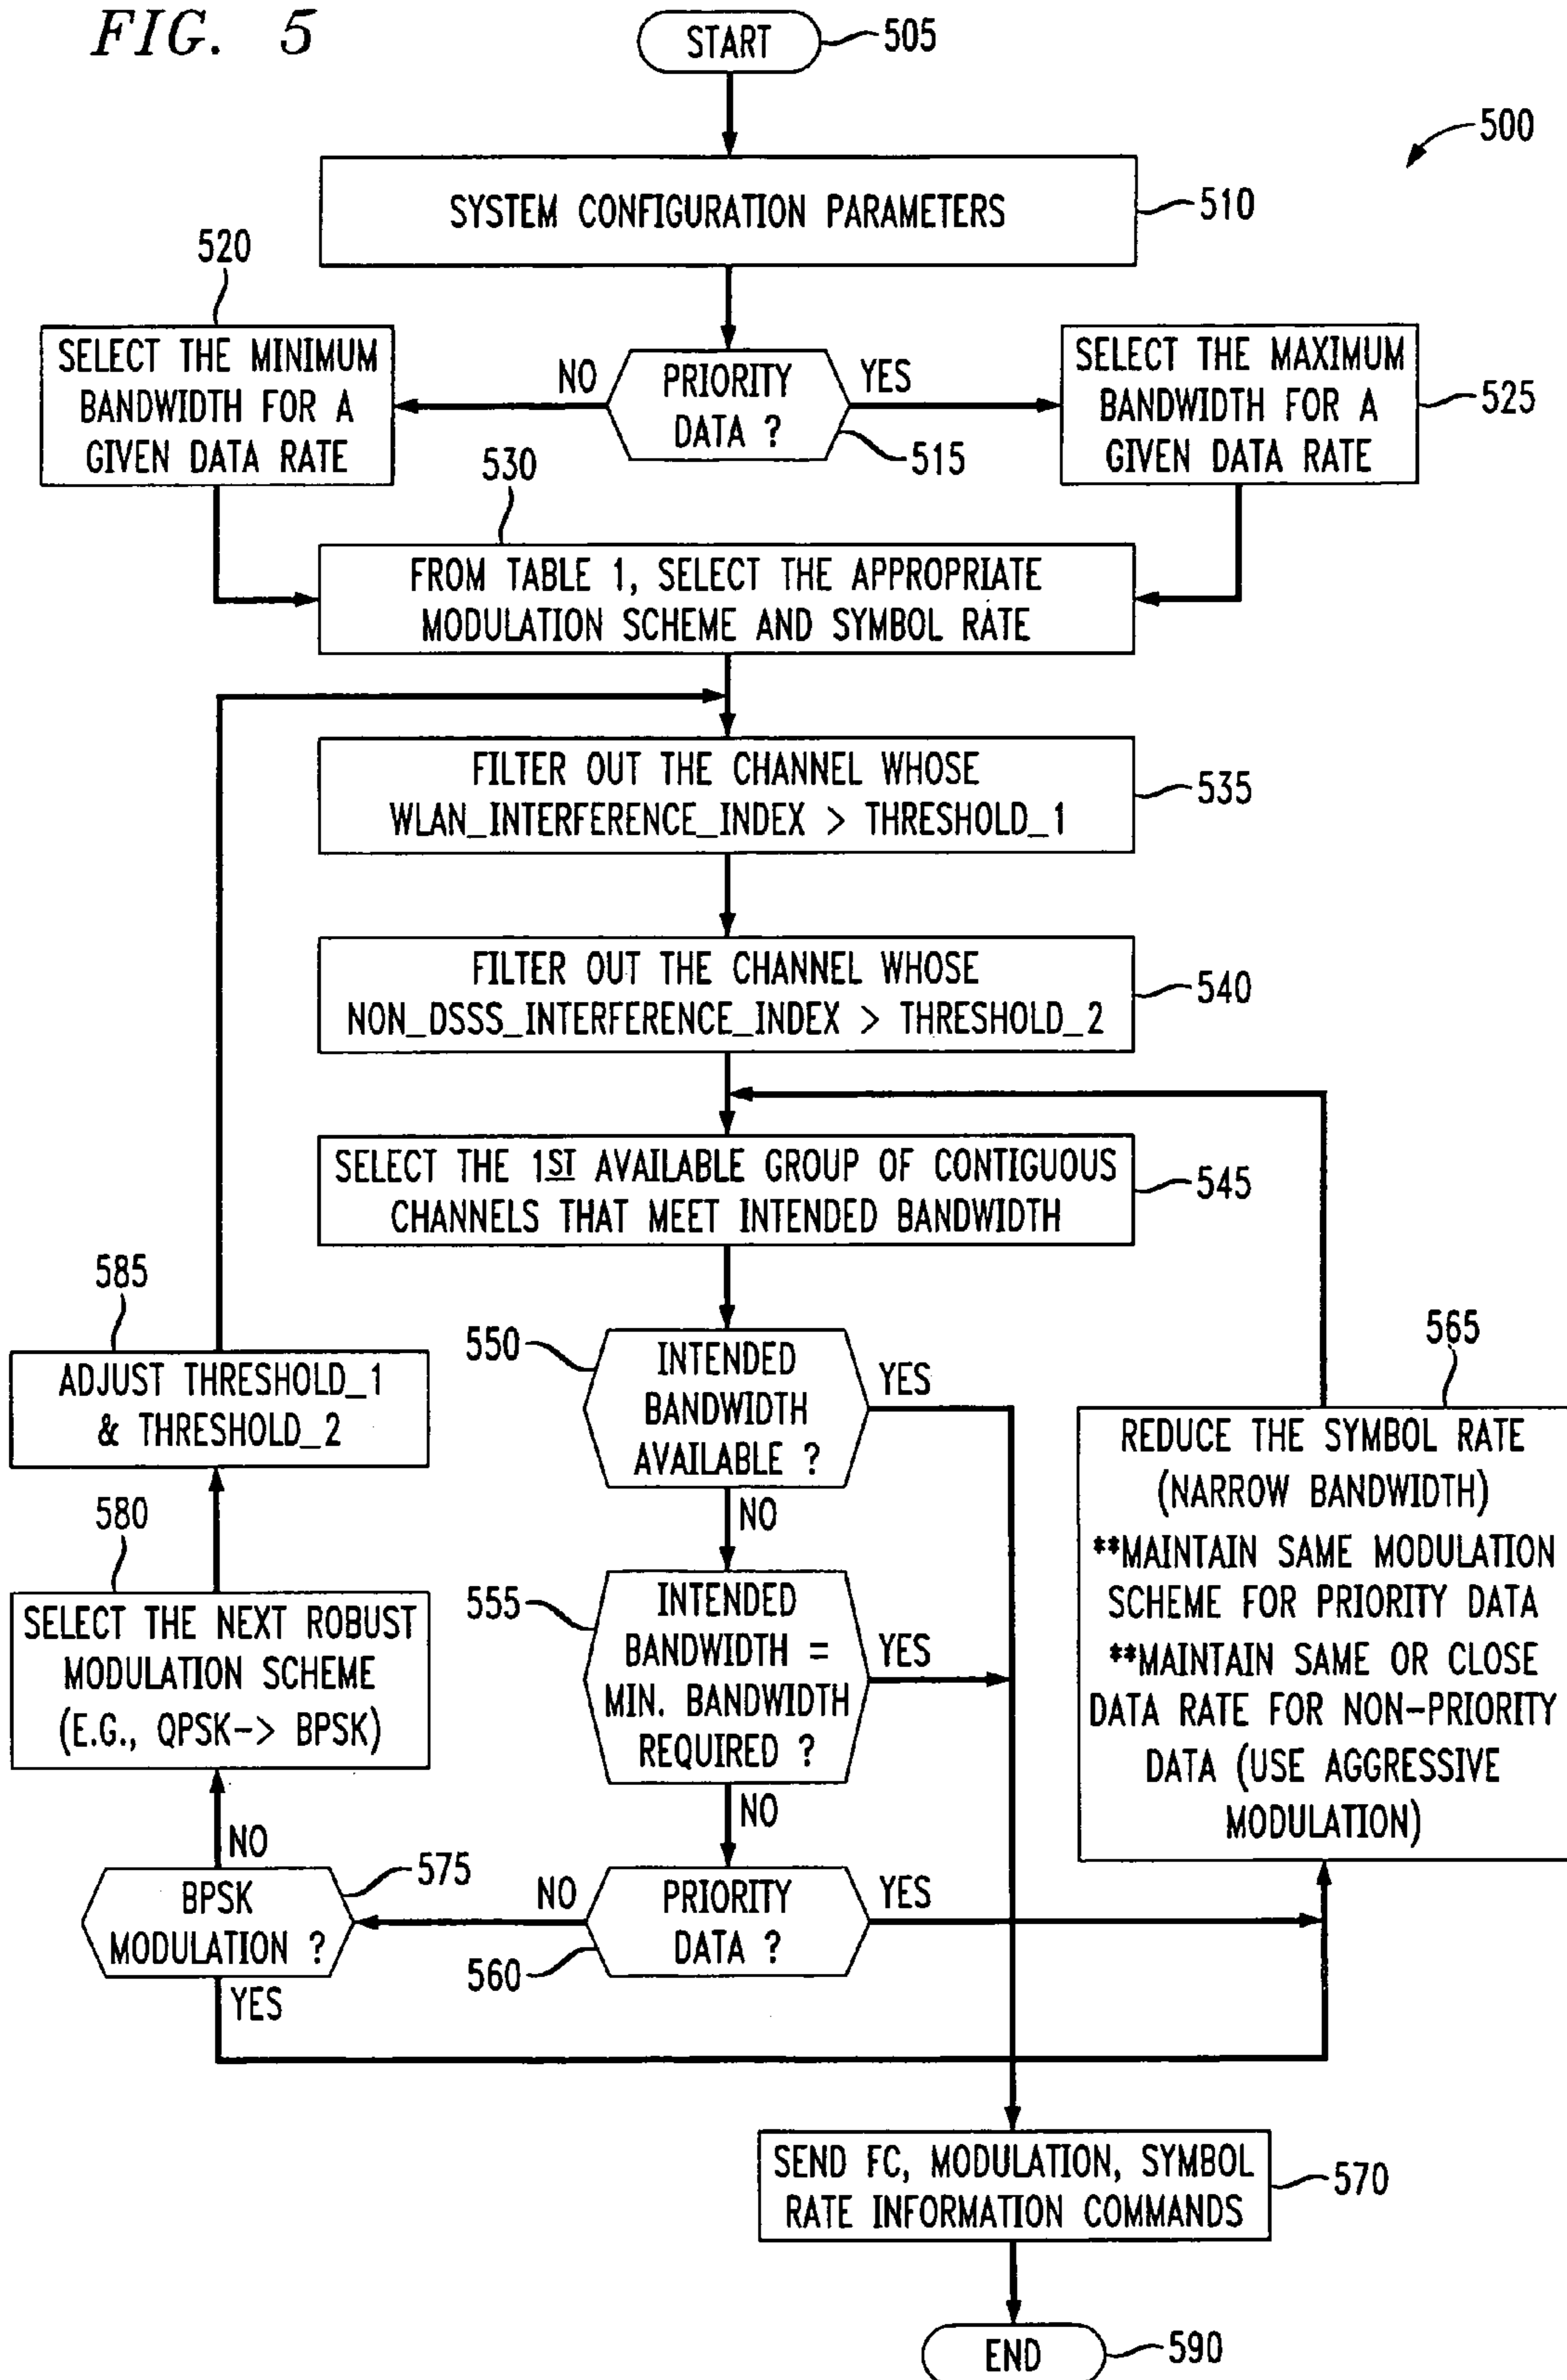 FIG. 5
START
505
500
SYSTEM CONFIGURATION PARAMETERS
510
520
SELECT THE MINIMUM
BANDWIDTH FOR A
GIVEN DATA RATE
NO
PRIORITY
DATA ?
YES
515
SELECT THE MAXIMUM
BANDWIDTH FOR A
GIVEN DATA RATE
525
530
FROM TABLE 1, SELECT THE APPROPRIATE
MODULATION SCHEME AND SYMBOL RATE
FILTER OUT THE CHANNEL WHOSE
WLAN_INTERFERENCE_INDEX > THRESHOLD_1
535
FILTER OUT THE CHANNEL WHOSE
NON_DSSS_INTERFERENCE_INDEX > THRESHOLD_2
540
SELECT THE 1ST AVAILABLE GROUP OF CONTIGUOUS
CHANNELS THAT MEET INTENDED BANDWIDTH
545
585
ADJUST THRESHOLD_1
& THRESHOLD_2
550
INTENDED
BANDWIDTH
AVAILABLE ?
YES
NO
565
REDUCE THE SYMBOL RATE
(NARROW BANDWIDTH)
**MAINTAIN SAME MODULATION
SCHEME FOR PRIORITY DATA
**MAINTAIN SAME OR CLOSE
DATA RATE FOR NON-PRIORITY
DATA (USE AGGRESSIVE
MODULATION)
580
SELECT THE NEXT ROBUST
MODULATION SCHEME
(E.G., QPSK-> BPSK)
555
INTENDED
BANDWIDTH =
MIN. BANDWIDTH
REQUIRED ?
YES
NO
NO
BPSK
MODULATION ?
575
YES
NO
PRIORITY
DATA ?
560
YES
SEND FC, MODULATION, SYMBOL
RATE INFORMATION COMMANDS
570
END
590